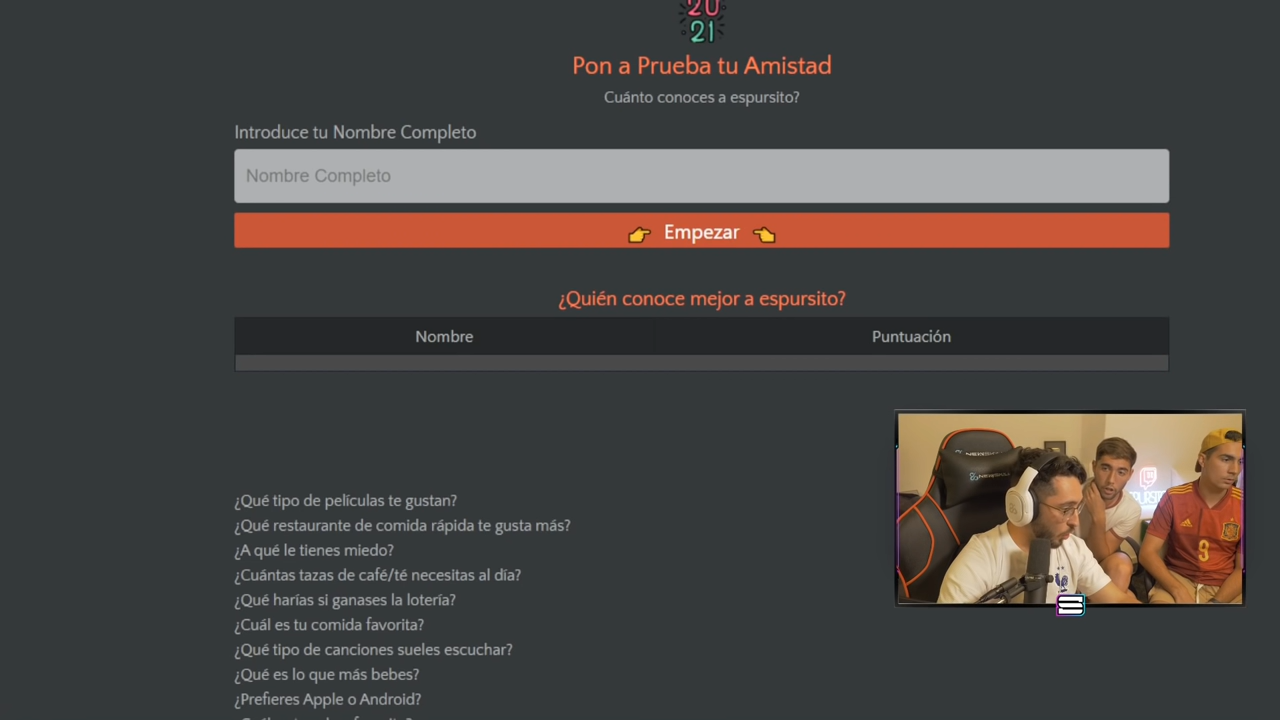 20
21
Pon a Prueba tu Amistad
Cuánto conoces a espursito?
Introduce tu Nombre Completo
Nombre Completo
Empezar
¿Quién conoce mejor a espursito?
Nombre Puntuación
¿Qué tipo de películas te gustan?
¿Qué restaurante de comida rápida te gusta más?
¿A qué le tienes miedo?
¿Cuántas tazas de café/té necesitas al día?
¿Qué harías si ganases la lotería?
¿Cuál es tu comida favorita?
¿Qué tipo de canciones sueles escuchar?
¿Qué es lo que más bebes?
¿Prefieres Apple o Android?
9